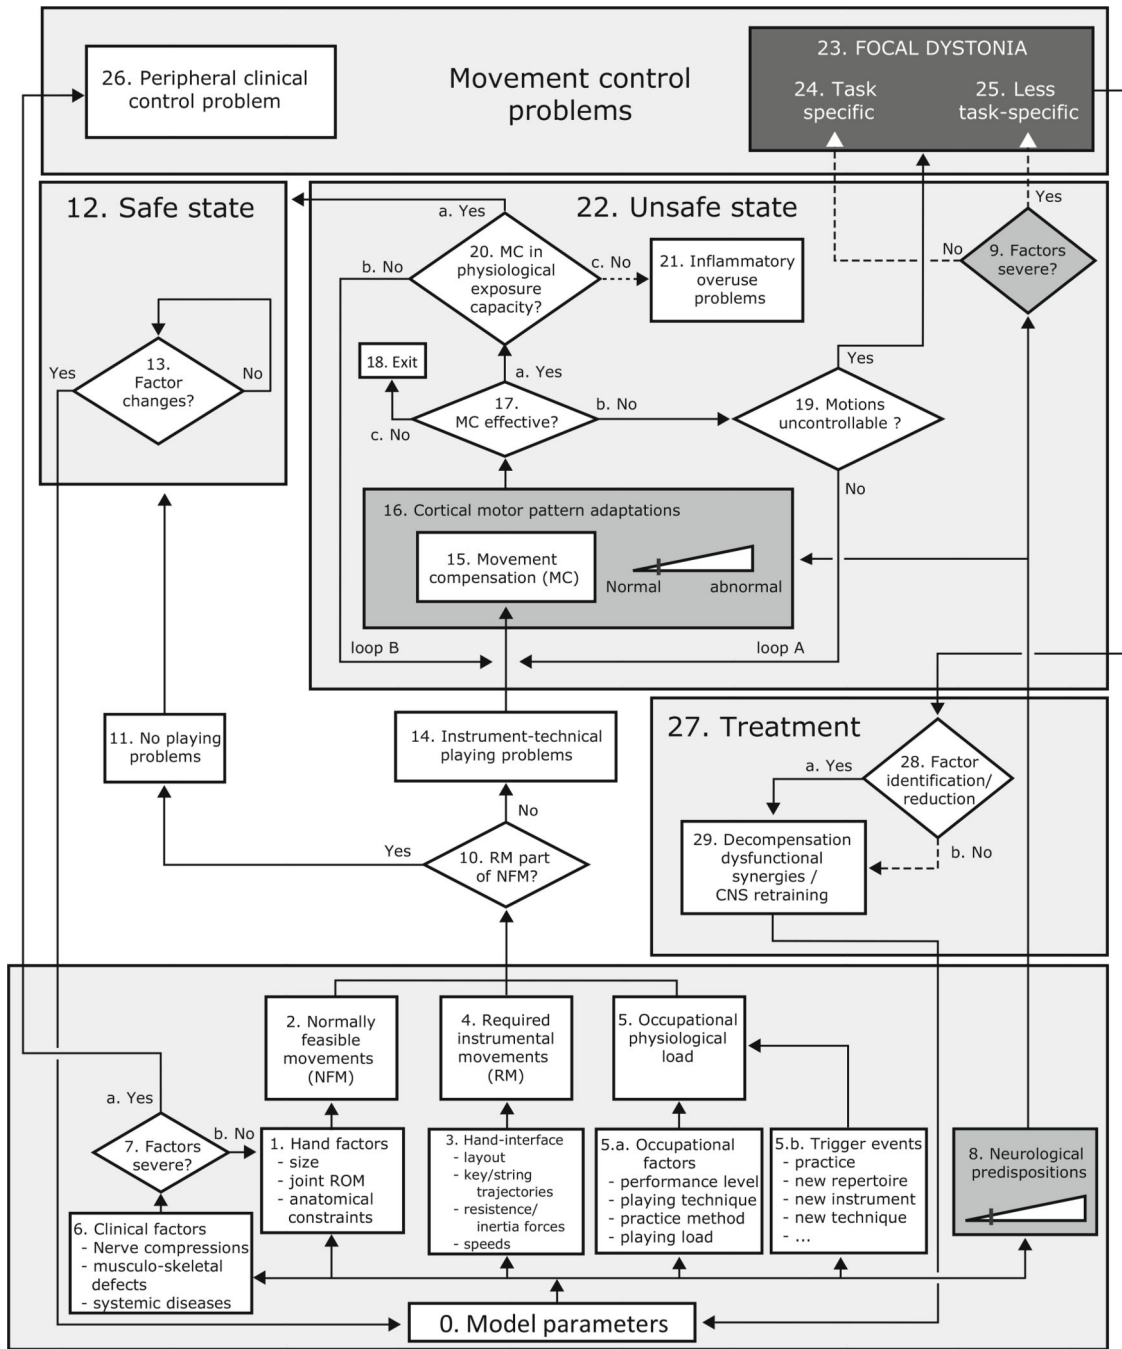 26. Peripheral clinical
control problem
Movement control
problems
23. FOCAL DYSTONIA
24. Task
specific
25. Less
task-specific
12. Safe state
22. Unsafe state
a. Yes
Yes
20. MC in
physiological
exposure
capacity?
b. No
c. No
21. Inflammatory
overuse
problems
No
9. Factors
severe?
13.
Factor
changes?
Yes
No
18. Exit
a. Yes
Yes
17.
MC effective?
b. No
c. No
19. Motions
uncontrollable ?
No
16. Cortical motor pattern adaptations
15. Movement
compensation (MC)
Normal
abnormal
loop B
loop A
11. No playing
problems
14. Instrument-technical
playing problems
27. Treatment
28. Factor
identification/
reduction
a. Yes
b. No
No
Yes
10. RM part
of NFM?
29. Decompensation
dysfunctional
synergies /
CNS retraining
2. Normally
feasible
movements
(NFM)
4. Required
instrumental
movements
(RM)
5. Occupational
physiological
load
a. Yes
7. Factors
severe?
b. No
1. Hand factors
- size
- joint ROM
- anatomical
constraints
3. Hand-interface
- layout
- key/string
trajectories
- resistence/
inertia forces
- speeds
5.a. Occupational
factors
- performance level
- playing technique
- practice method
- playing load
5.b. Trigger events
- practice
- new repertoire
- new instrument
- new technique
- ...
8. Neurological
predispositions
6. Clinical factors
- Nerve compressions
- musculo-skeletal
defects
- systemic diseases
0. Model parameters